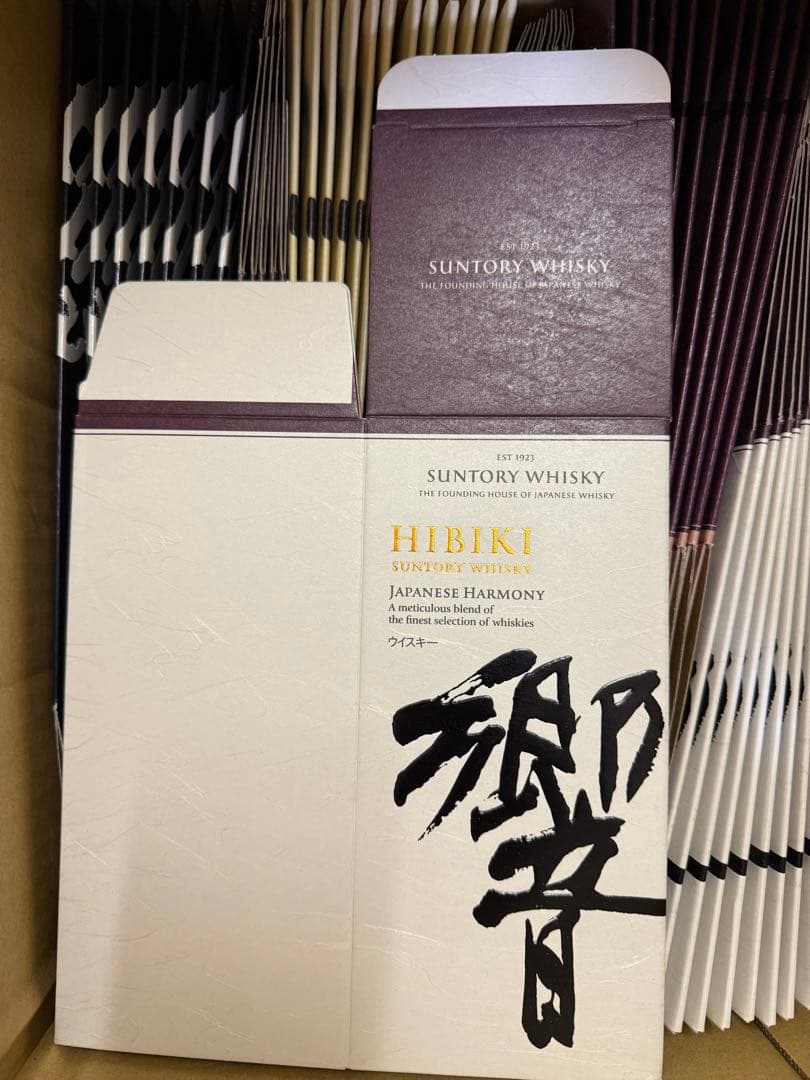 EST 1923
SUNTORY WHISKY
THE FOUNDING HOUSE OF JAPANESE WHISKY
EST 1923
SUNTORY WHISKY
THE FOUNDING HOUSE OF JAPANESE WHISKY
HIBIKI
SUNTORY WHISKY
JAPANESE HARMONY
A meticulous blend of
the finest selection of whiskies
ウイスキー
響